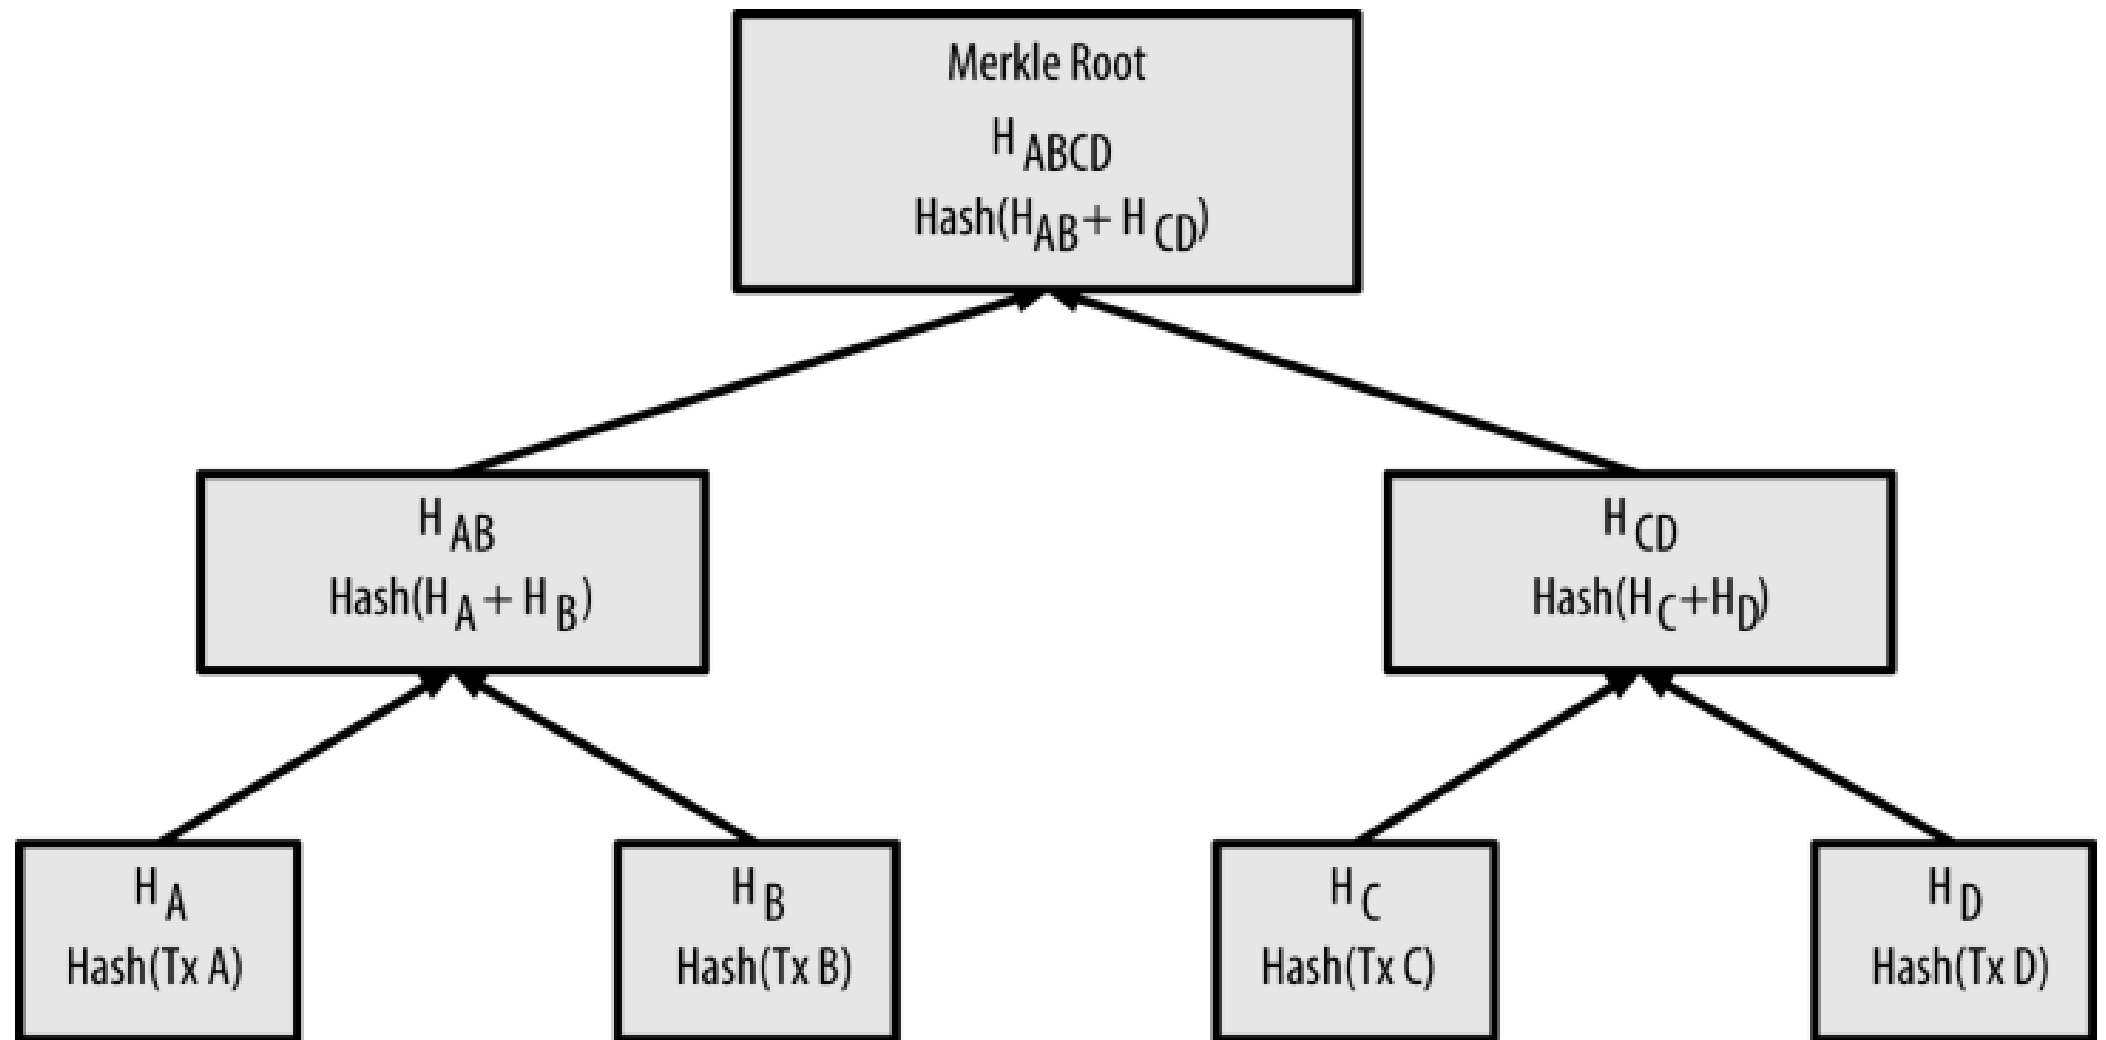 Merkle Root
H ABCD
Hash(HAB+ H CD)
H AB
Hash(H A + H B)
H CD
Hash(HC+HD)
H A
Hash(Tx A)
H B
Hash(Tx B)
H C
Hash(Tx C)
H D
Hash(Tx D)